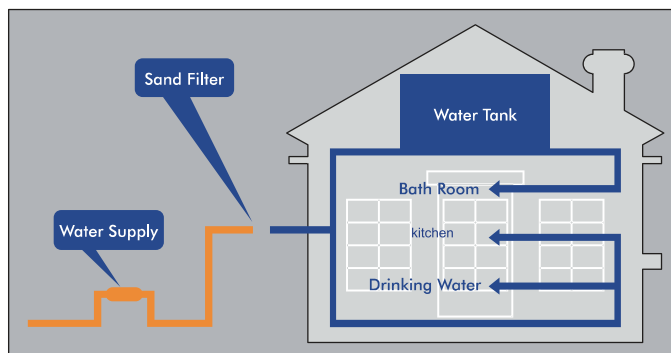 Sand Filter
Water Tank
Bath Room
Water Supply
kitchen
Drinking Water